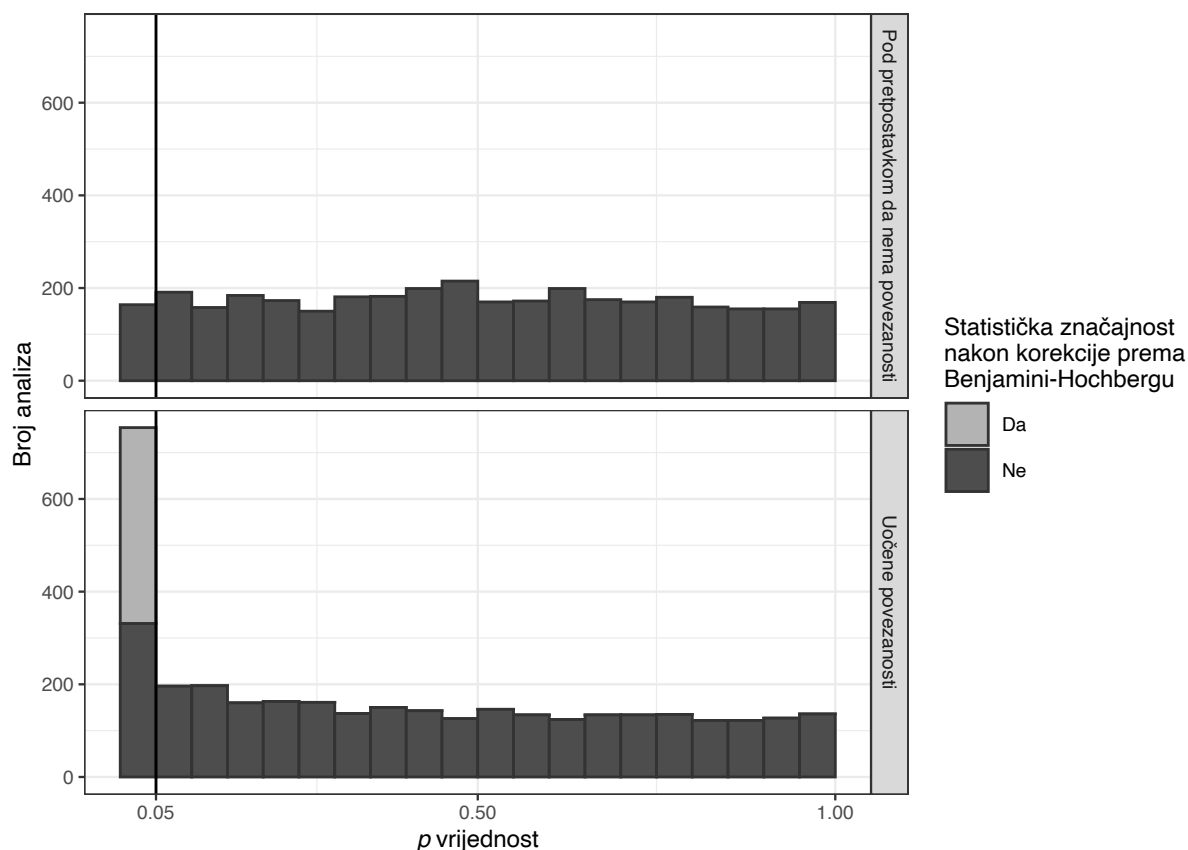 Broj analiza
600
400
200
0
Pod pretpostavkom da nema povezanosti
600
400
200
0
Uočene povezanosti
0.05
0.50
1.00
p vrijednost
Statistička značajnost
nakon korekcije prema
Benjamini-Hochbergu
Da
Ne